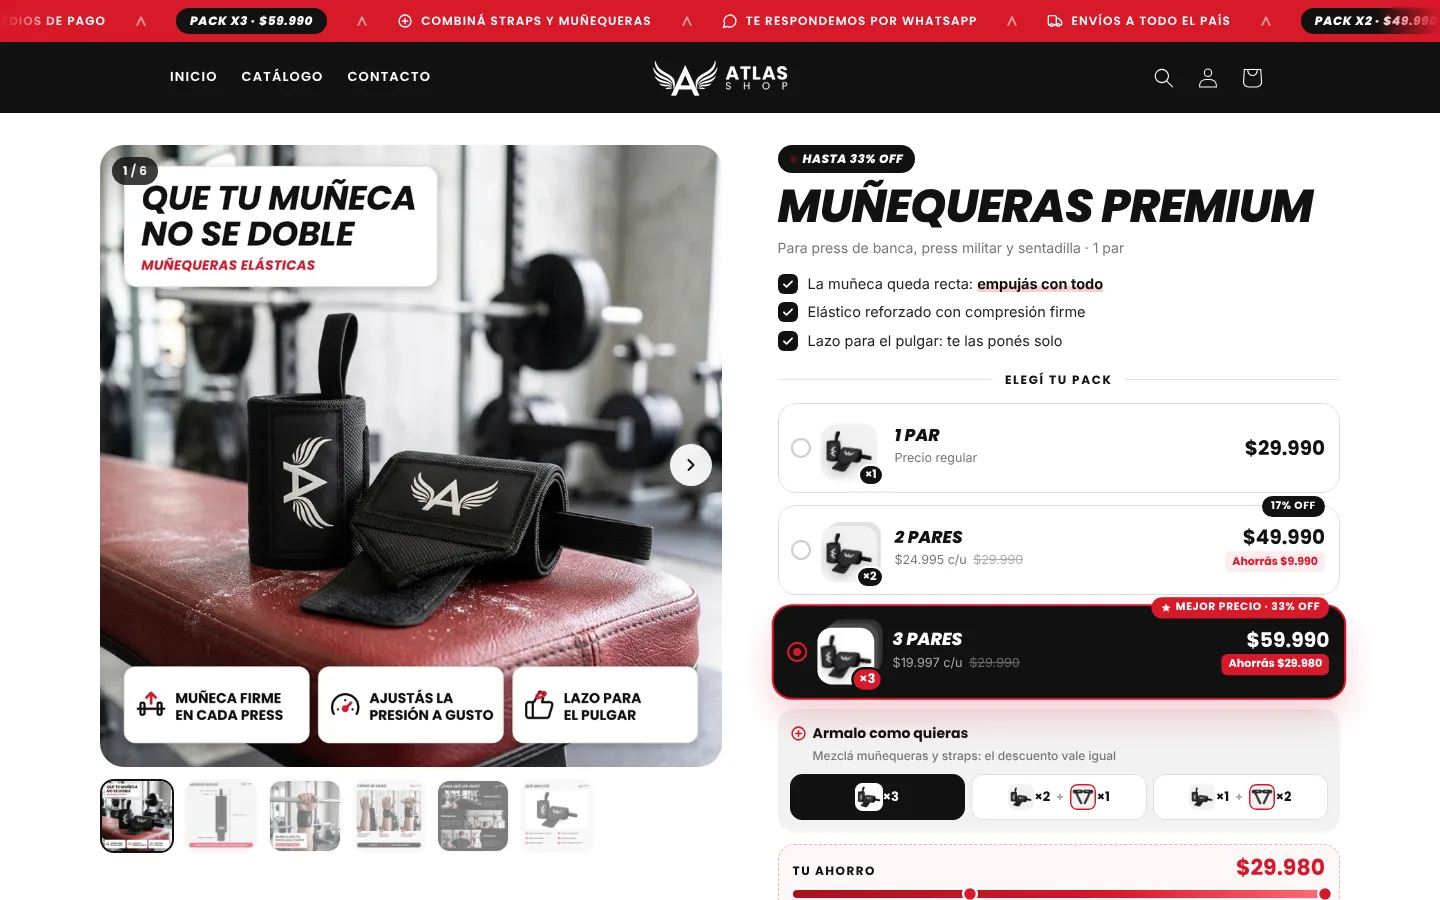 DIOS DE PAGO
PACK X3 · $59.990
COMBINÁ STRAPS Y MUÑEQUERAS
TE RESPONDEMOS POR WHATSAPP
ENVÍOS A TODO EL PAÍS
PACK X2 · $49.990
INICIO
CATÁLOGO
CONTACTO
ATLAS
SHOP
1 / 6
QUE TU MUÑECA
NO SE DOBLE
MUÑEQUERAS ELÁSTICAS
MUÑECA FIRME
EN CADA PRESS
AJUSTÁS LA
PRESIÓN A GUSTO
LAZO PARA
EL PULGAR
HASTA 33% OFF
MUÑEQUERAS PREMIUM
Para press de banca, press militar y sentadilla · 1 par
La muñeca queda recta: empujás con todo
Elástico reforzado con compresión firme
Lazo para el pulgar: te las ponés solo
ELEGÍ TU PACK
×1
1 PAR
Precio regular
$29.990
17% OFF
×2
2 PARES
$24.995 c/u $29.990
$49.990
Ahorrás $9.990
★ MEJOR PRECIO · 33% OFF
×3
3 PARES
$19.997 c/u $29.990
$59.990
Ahorrás $29.980
Armalo como quieras
Mezclá muñequeras y straps: el descuento vale igual
×3
×2 + ×1
×1 + ×2
TU AHORRO
$29.980